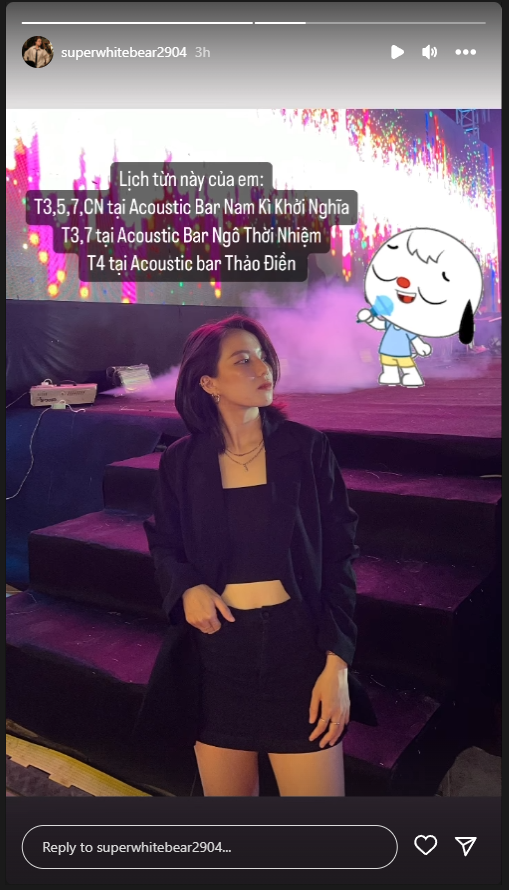 superwhitebear2904 3h
Lịch từn này của em:
T3,5,7,CN tại Acoustic Bar Nam Kì Khởi Nghĩa
T3,7 tại Acoustic Bar Ngô Thời Nhiệm
T4 tại Acoustic bar Thảo Điền
Reply to superwhitebear2904...